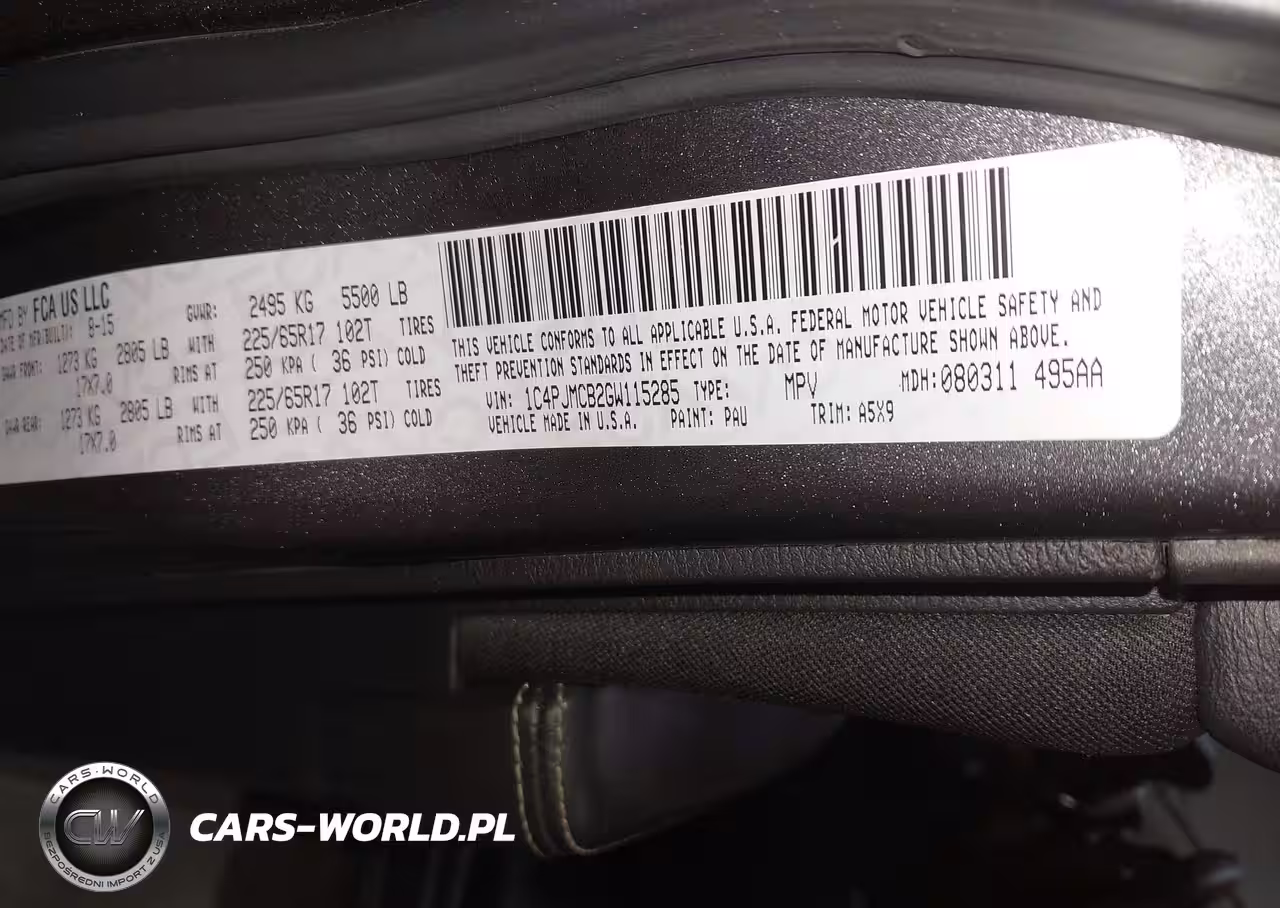 MFD BY FCA US LLC
DATE OF MFR(BUILT): 8-15
GVWR: 2495 KG 5500 LB
GAWR FRONT: 1273 KG 2805 LB WITH 225/65R17 102T TIRES
17X7.0 RIMS AT 250 KPA ( 36 PSI) COLD
GAWR REAR: 1273 KG 2805 LB WITH 225/65R17 102T TIRES
17X7.0 RIMS AT 250 KPA ( 36 PSI) COLD
THIS VEHICLE CONFORMS TO ALL APPLICABLE U.S.A. FEDERAL MOTOR VEHICLE SAFETY AND
THEFT PREVENTION STANDARDS IN EFFECT ON THE DATE OF MANUFACTURE SHOWN ABOVE.
VIN: 1C4PJMCB2GW115285 TYPE: MPV MDH:080311 495AA
VEHICLE MADE IN U.S.A. PAINT: PAU TRIM: A5X9
CARS-WORLD
CW
BEZPOŚREDNI IMPORT Z USA
CARS-WORLD.PL